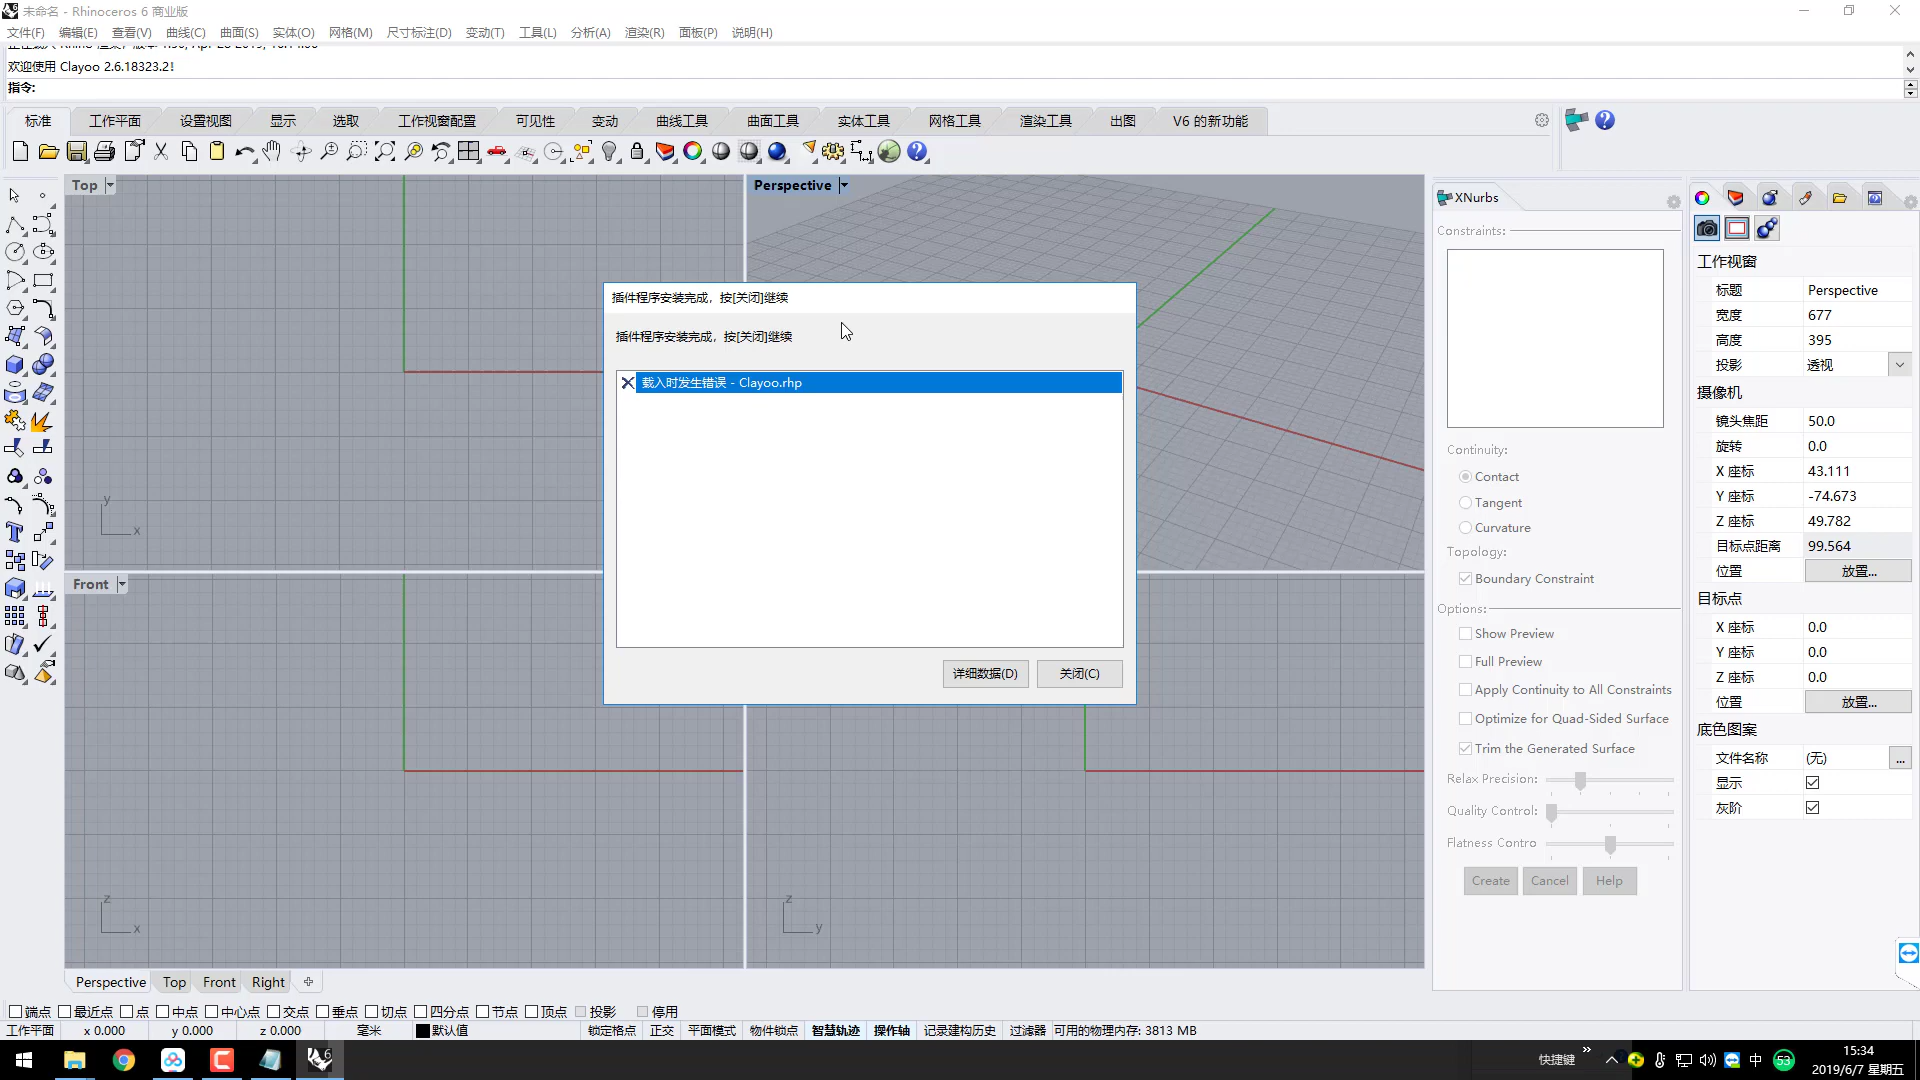 未命名 - Rhinoceros 6 商业版
文件(F) 编辑(E) 查看(V) 曲线(C) 曲面(S) 实体(O) 网格(M) 尺寸标注(D) 变动(T) 工具(L) 分析(A) 渲染(R) 面板(P) 说明(H)
欢迎使用 Clayoo 2.6.18323.2!
指令:
标准 工作平面 设置视图 显示 选取 工作视窗配置 可见性 变动 曲线工具 曲面工具 实体工具 网格工具 渲染工具 出图 V6 的新功能
Top
Perspective
XNurbs
Constraints:
工作视窗
标题 Perspective
宽度 677
高度 395
投影 透视
摄像机
镜头焦距 50.0
旋转 0.0
X 座标 43.111
Y 座标 -74.673
Z 座标 49.782
目标点距离 99.564
位置 放置...
目标点
X 座标 0.0
Y 座标 0.0
Z 座标 0.0
位置 放置...
底色图案
文件名称 (无) ...
显示
灰阶
插件程序安装完成，按[关闭]继续
插件程序安装完成，按[关闭]继续
载入时发生错误 - Clayoo.rhp
详细数据(D) 关闭(C)
Continuity:
Contact
Tangent
Curvature
Topology:
Boundary Constraint
Options:
Show Preview
Full Preview
Apply Continuity to All Constraints
Optimize for Quad-Sided Surface
Trim the Generated Surface
Relax Precision:
Quality Control:
Flatness Contro
Create Cancel Help
y
x
Front
z
x
z
y
Perspective Top Front Right
端点 最近点 点 中点 中心点 交点 垂点 切点 四分点 节点 顶点 投影 停用
工作平面 x 0.000 y 0.000 z 0.000 毫米 默认值 锁定格点 正交 平面模式 物件锁点 智慧轨迹 操作轴 记录建构历史 过滤器 可用的物理内存: 3813 MB
快捷键 中 53
15:34
2019/6/7 星期五